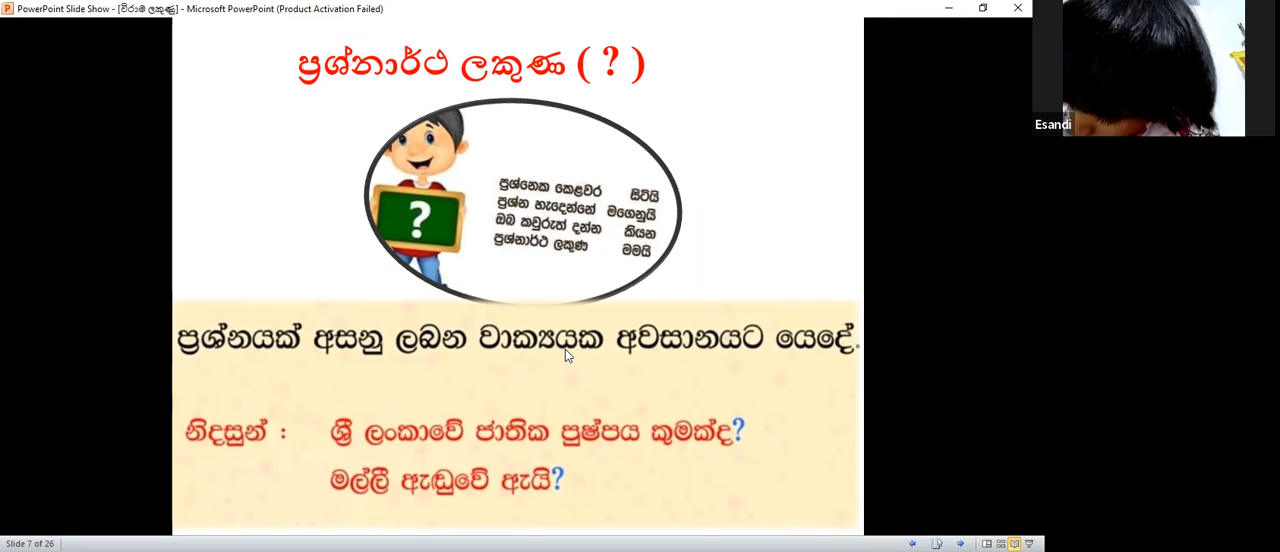 PowerPoint Slide Show - [විරාම ලකුණු] - Microsoft PowerPoint (Product Activation Failed)
Esandi
ප්‍රශ්නාර්ථ ලකුණ ( ? )
?
ප්‍රශ්නෙක කෙළවර සිටියි
ප්‍රශ්න හැදෙන්නේ මගෙනුයි
ඔබ කවුරුත් දන්න කියන
ප්‍රශ්නාර්ථ ලකුණ මමයි
ප්‍රශ්නයක් අසනු ලබන වාක්‍යයක අවසානයට යෙදේ.
නිදසුන් : ශ්‍රී ලංකාවේ ජාතික පුෂ්පය කුමක්ද?
මල්ලී ඇඬුවේ ඇයි?
Slide 7 of 26